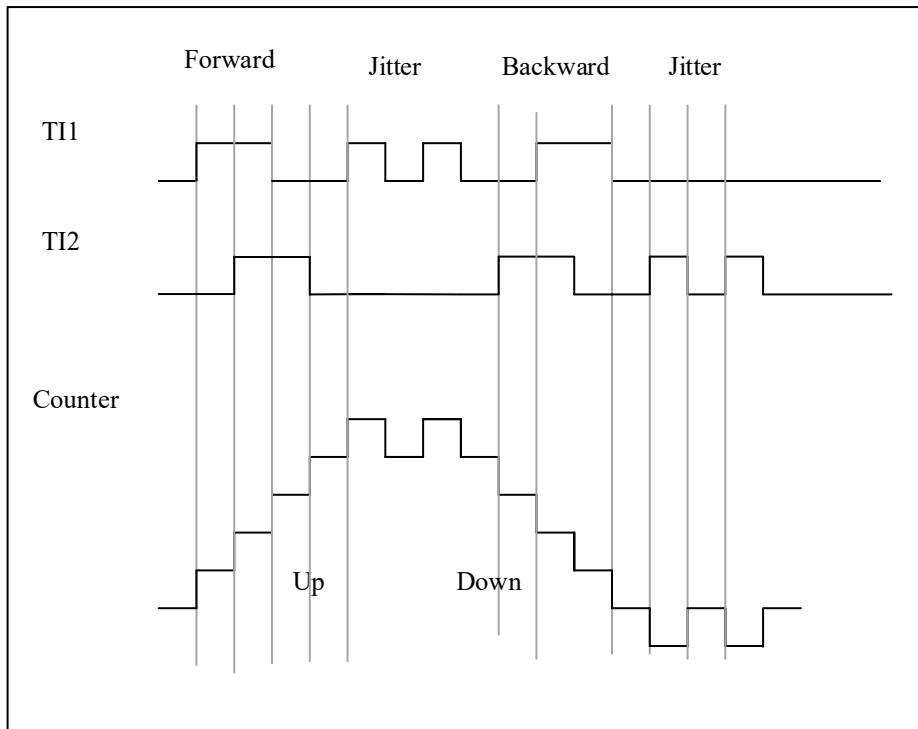 Forward
Jitter
Backward
Jitter
TI1
TI2
Counter
Up
Down